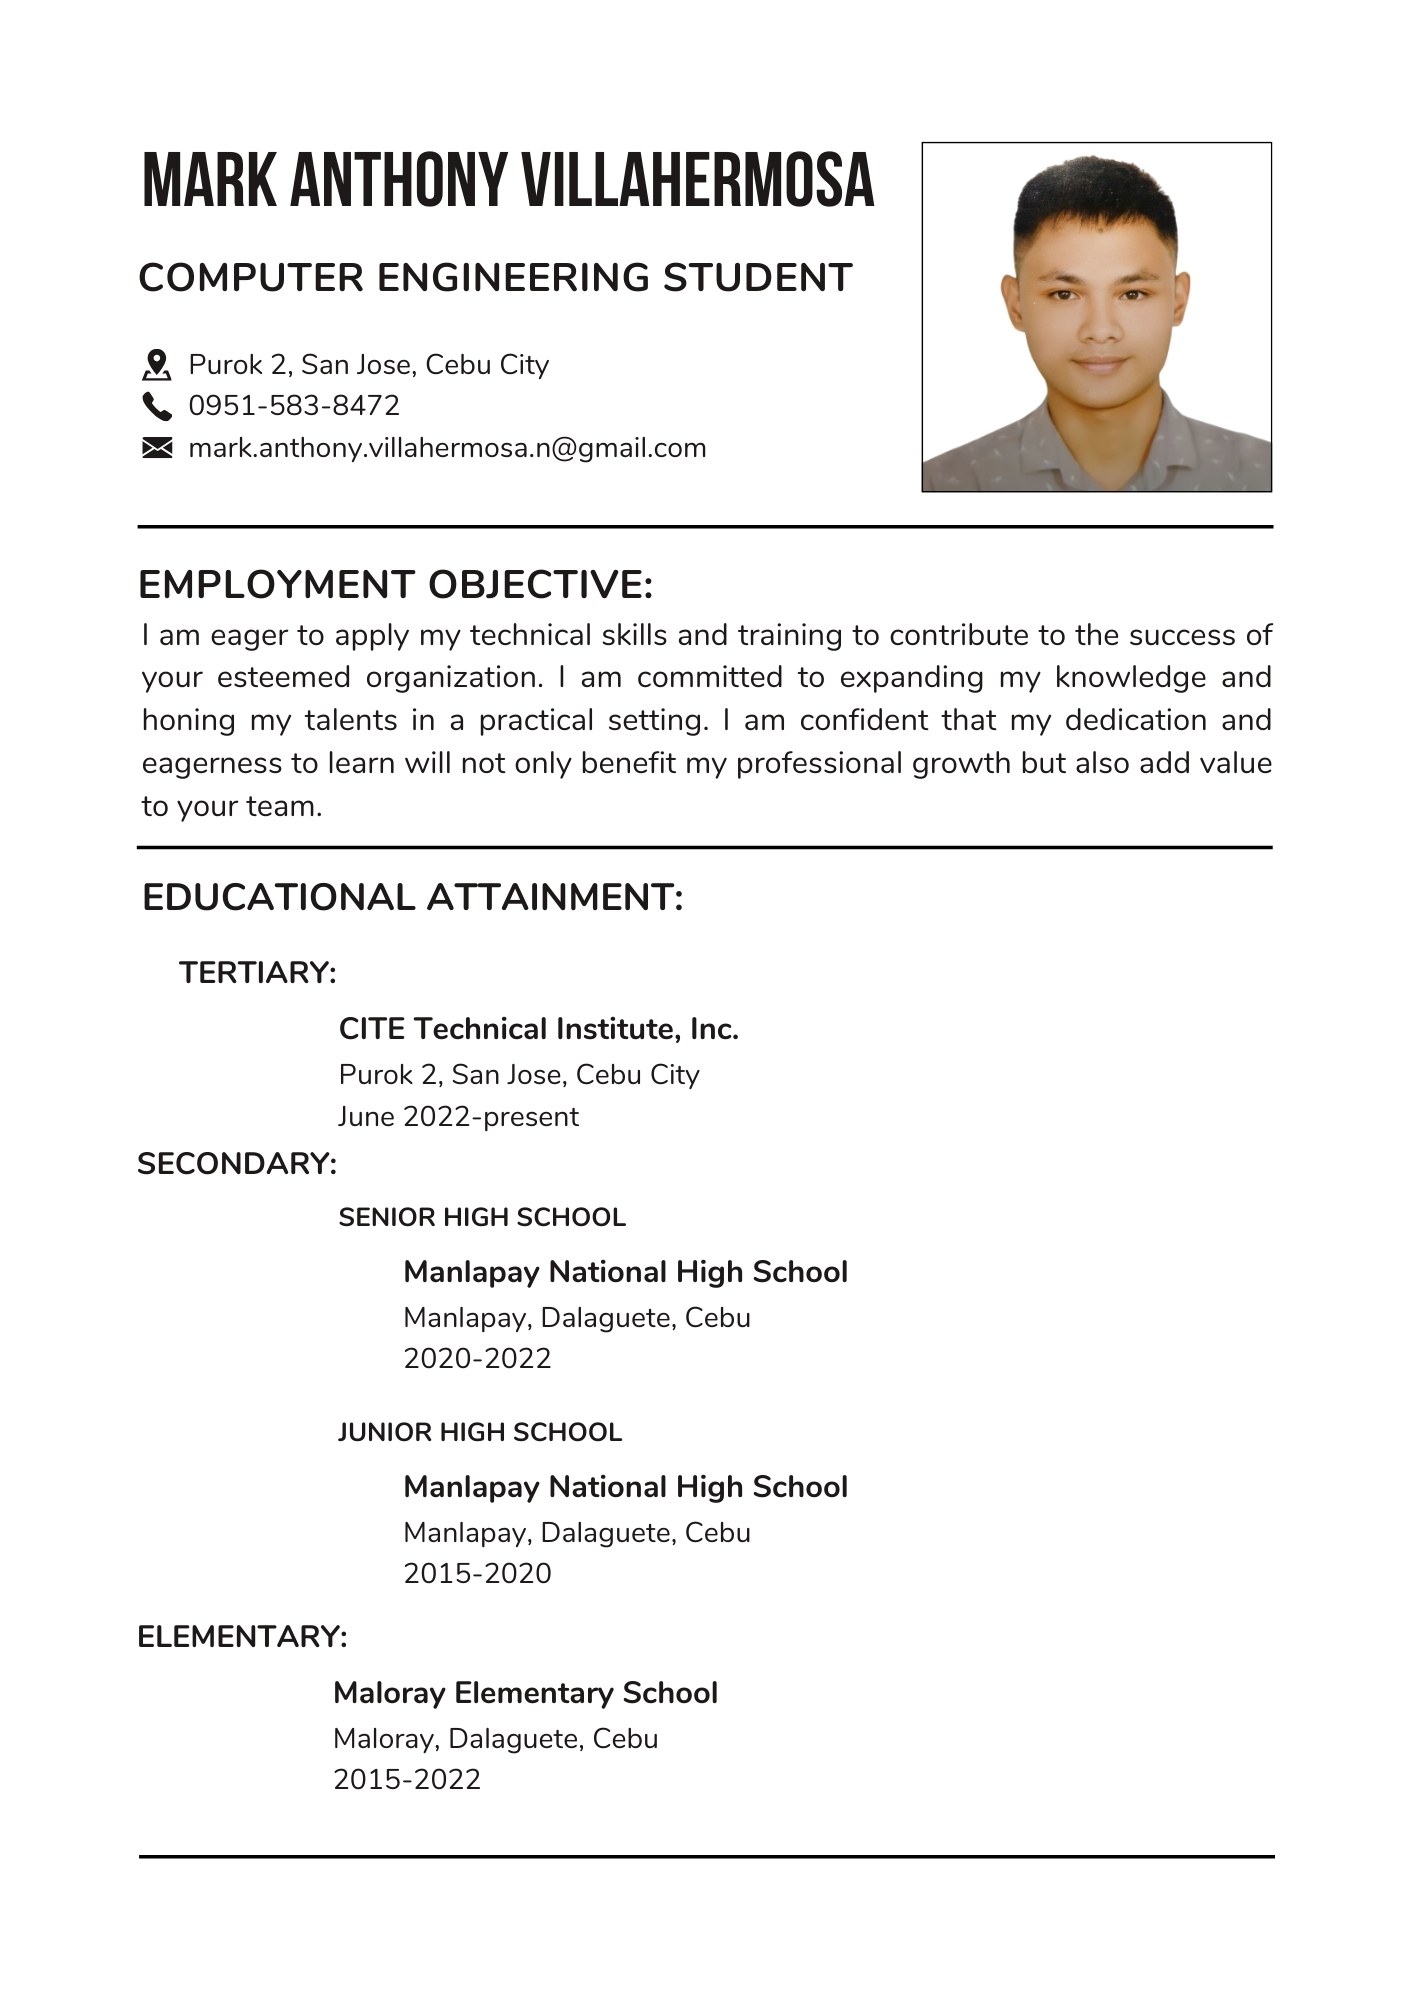 MARK ANTHONY VILLAHERMOSA
COMPUTER ENGINEERING STUDENT
Purok 2, San Jose, Cebu City
0951-583-8472
mark.anthony.villahermosa.n@gmail.com
EMPLOYMENT OBJECTIVE:
I am eager to apply my technical skills and training to contribute to the success of
your esteemed organization. I am committed to expanding my knowledge and
honing my talents in a practical setting. I am confident that my dedication and
eagerness to learn will not only benefit my professional growth but also add value
to your team.
EDUCATIONAL ATTAINMENT:
TERTIARY:
CITE Technical Institute, Inc.
Purok 2, San Jose, Cebu City
June 2022-present
SECONDARY:
SENIOR HIGH SCHOOL
Manlapay National High School
Manlapay, Dalaguete, Cebu
2020-2022
JUNIOR HIGH SCHOOL
Manlapay National High School
Manlapay, Dalaguete, Cebu
2015-2020
ELEMENTARY:
Maloray Elementary School
Maloray, Dalaguete, Cebu
2015-2022